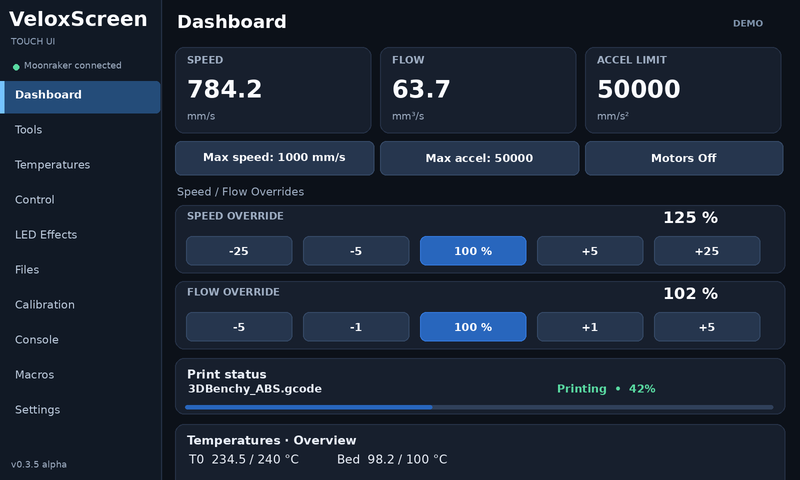 VeloxScreen
TOUCH UI
Moonraker connected
Dashboard
Tools
Temperatures
Control
LED Effects
Files
Calibration
Console
Macros
Settings
v0.3.5 alpha
Dashboard
DEMO
SPEED
784.2
mm/s
FLOW
63.7
mm³/s
ACCEL LIMIT
50000
mm/s²
Max speed: 1000 mm/s
Max accel: 50000
Motors Off
Speed / Flow Overrides
SPEED OVERRIDE
125 %
-25
-5
100 %
+5
+25
FLOW OVERRIDE
102 %
-5
-1
100 %
+1
+5
Print status
3DBenchy_ABS.gcode
Printing • 42%
Temperatures · Overview
T0 234.5 / 240 °C
Bed 98.2 / 100 °C